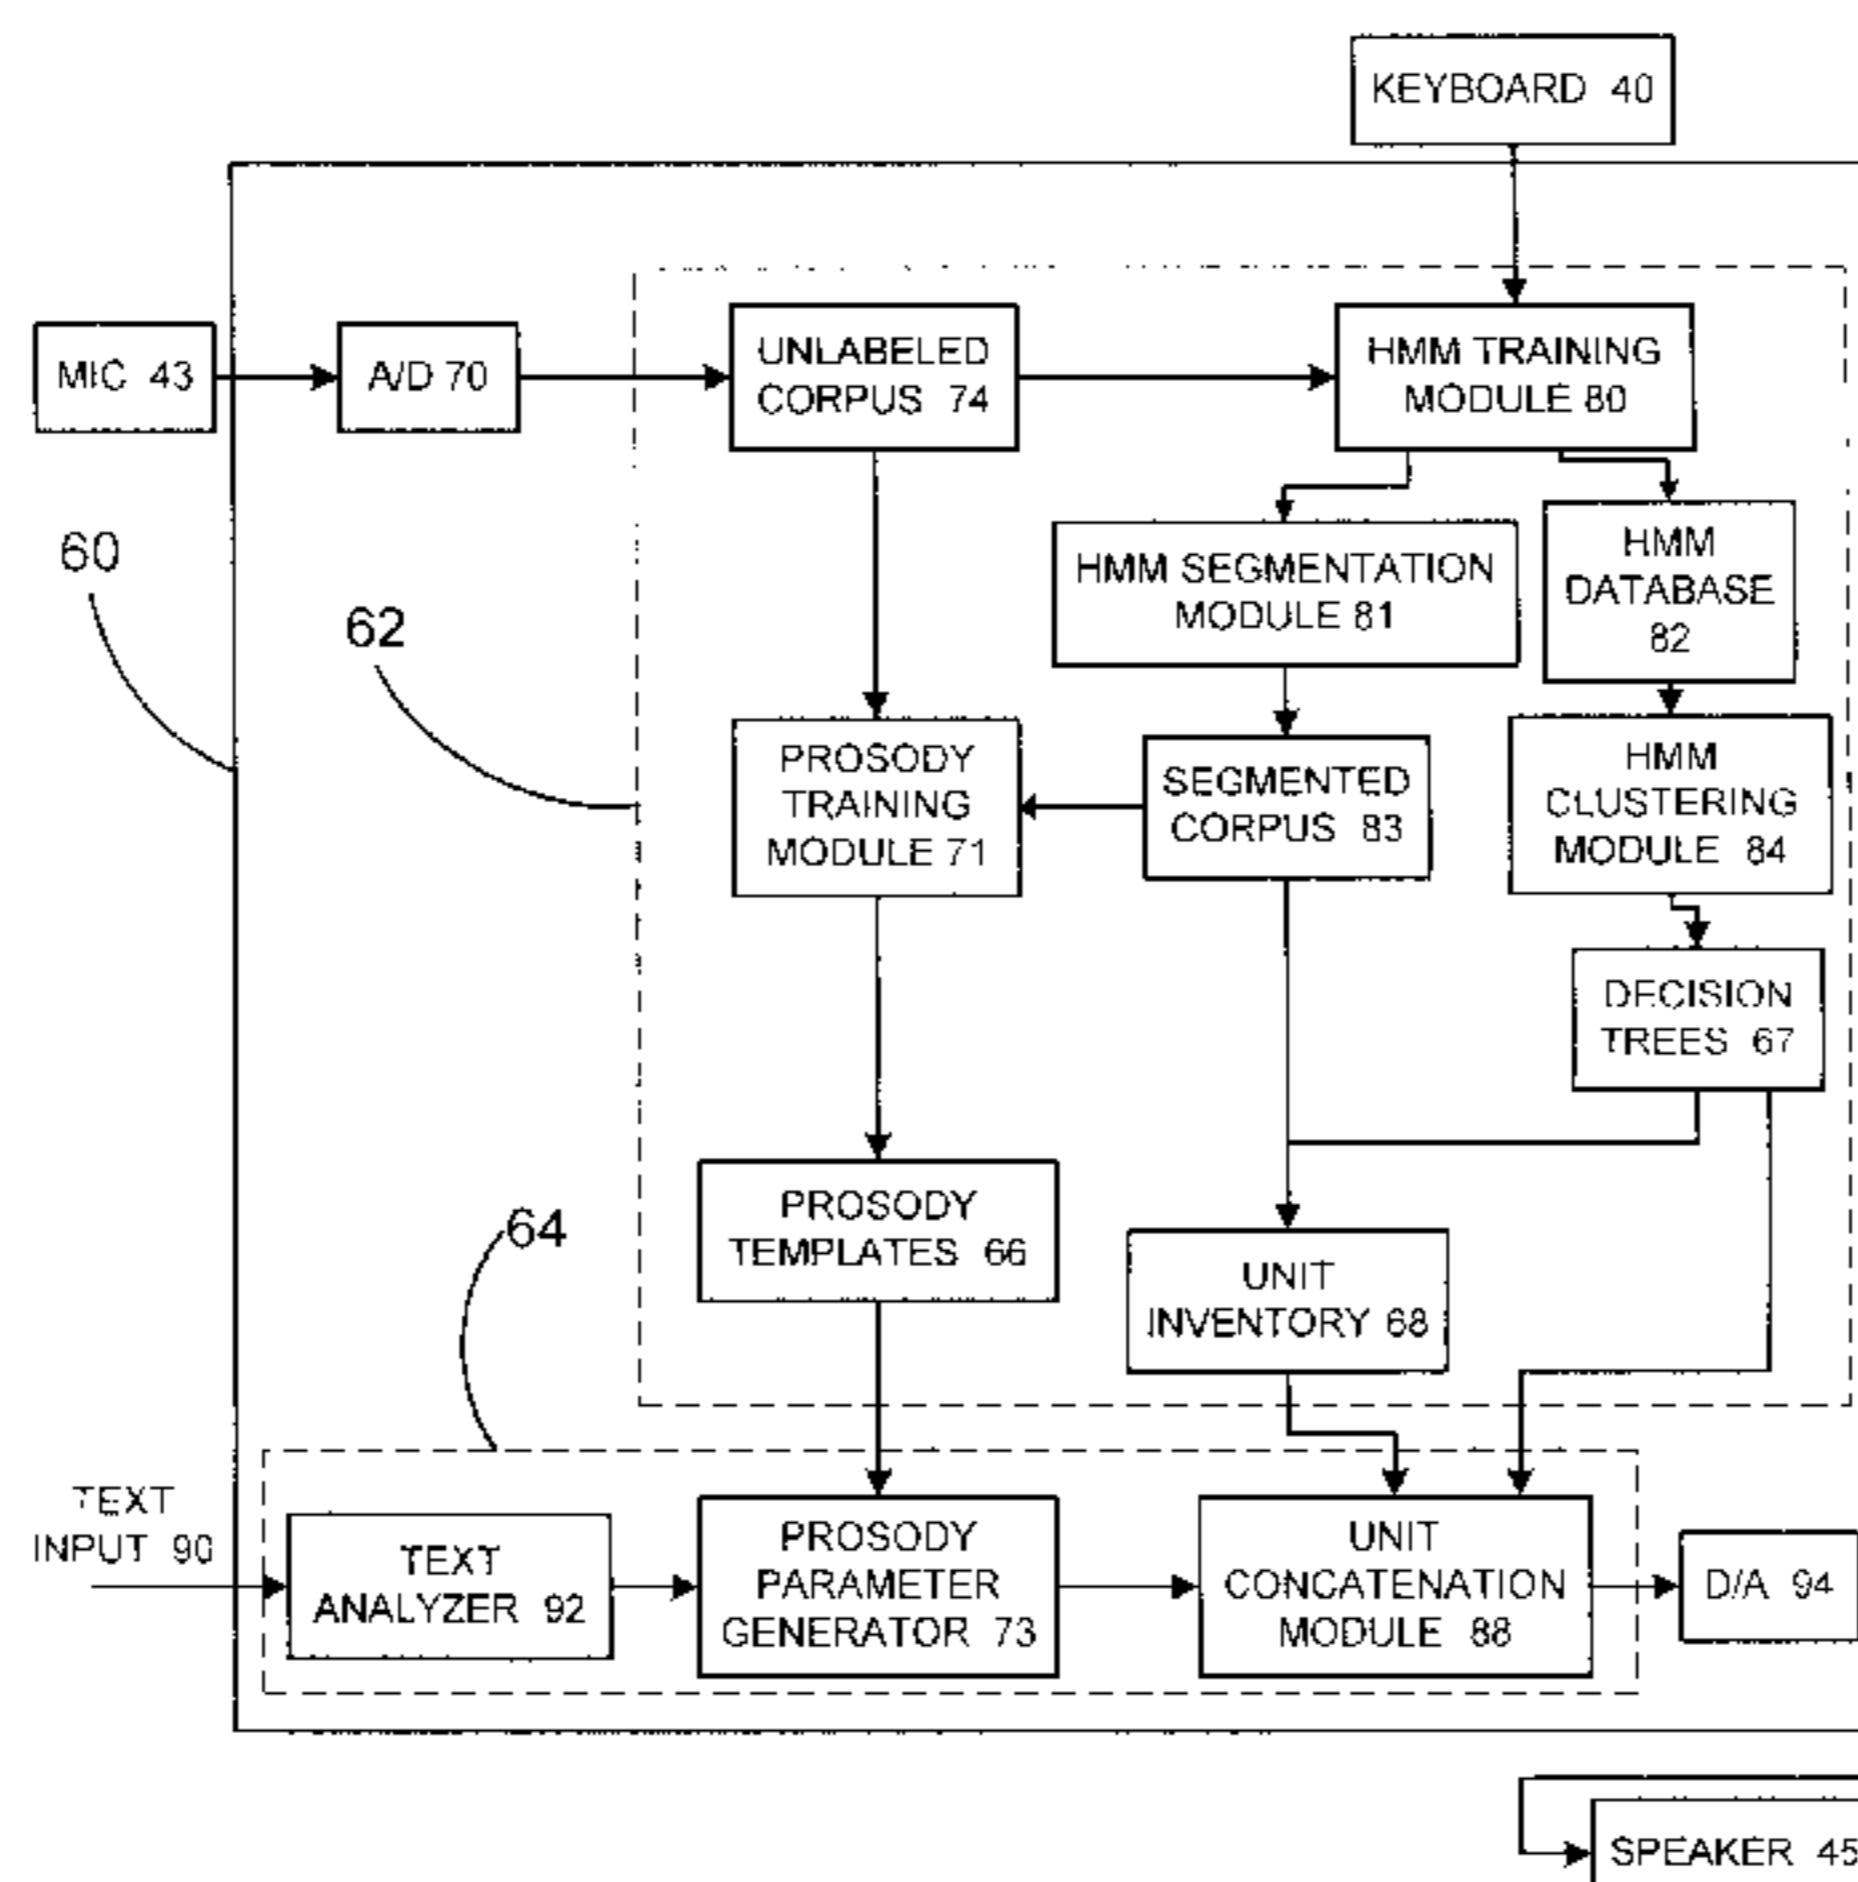 KEYBOARD 40
MIC 43
A/D 70
UNLABELED
CORPUS 74
HMM TRAINING
MODULE 80
60
62
HMM SEGMENTATION
MODULE 81
HMM
DATABASE
82
PROSODY
TRAINING
MODULE 71
SEGMENTED
CORPUS 83
HMM
CLUSTERING
MODULE 84
DECISION
TREES 67
64
PROSODY
TEMPLATES 66
UNIT
INVENTORY 68
TEXT
INPUT 90
TEXT
ANALYZER 92
PROSODY
PARAMETER
GENERATOR 73
UNIT
CONCATENATION
MODULE 88
D/A 94
SPEAKER 45